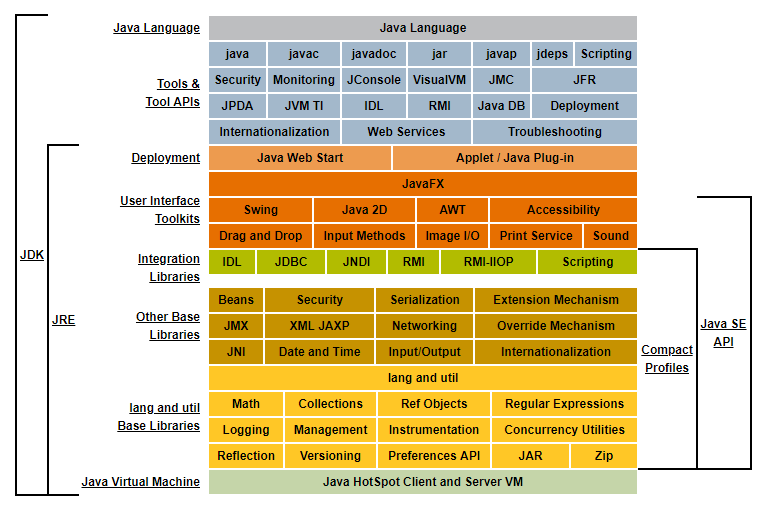 Java Language Java Language
java javac javadoc jar javap jdeps Scripting
Tools &
Tool APIs
Security Monitoring JConsole VisualVM JMC JFR
JPDA JVM TI IDL RMI Java DB Deployment
Internationalization Web Services Troubleshooting
Deployment Java Web Start Applet / Java Plug-in
JavaFX
User Interface
Toolkits
Swing Java 2D AWT Accessibility
Drag and Drop Input Methods Image I/O Print Service Sound
Integration
Libraries
IDL JDBC JNDI RMI RMI-IIOP Scripting
JDK
JRE
Other Base
Libraries
Beans Security Serialization Extension Mechanism
JMX XML JAXP Networking Override Mechanism
JNI Date and Time Input/Output Internationalization
Java SE
API
Compact
Profiles
lang and util
lang and util
Base Libraries
Math Collections Ref Objects Regular Expressions
Logging Management Instrumentation Concurrency Utilities
Reflection Versioning Preferences API JAR Zip
Java Virtual Machine Java HotSpot Client and Server VM